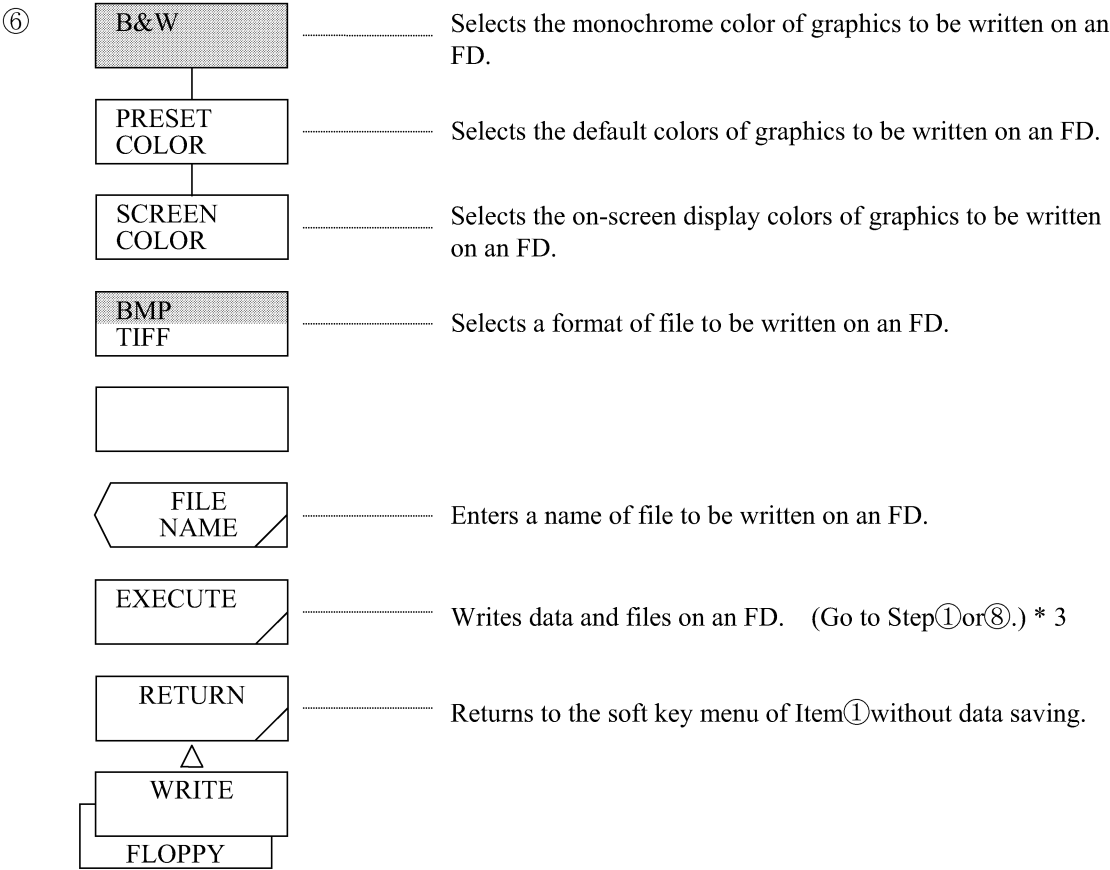 ⑥
B&W
Selects the monochrome color of graphics to be written on an
FD.
PRESET
COLOR
Selects the default colors of graphics to be written on an FD.
SCREEN
COLOR
Selects the on-screen display colors of graphics to be written
on an FD.
BMP
TIFF
Selects a format of file to be written on an FD.
FILE
NAME
Enters a name of file to be written on an FD.
EXECUTE
Writes data and files on an FD. (Go to Step①or⑧.) * 3
RETURN
Returns to the soft key menu of Item①without data saving.
WRITE
FLOPPY